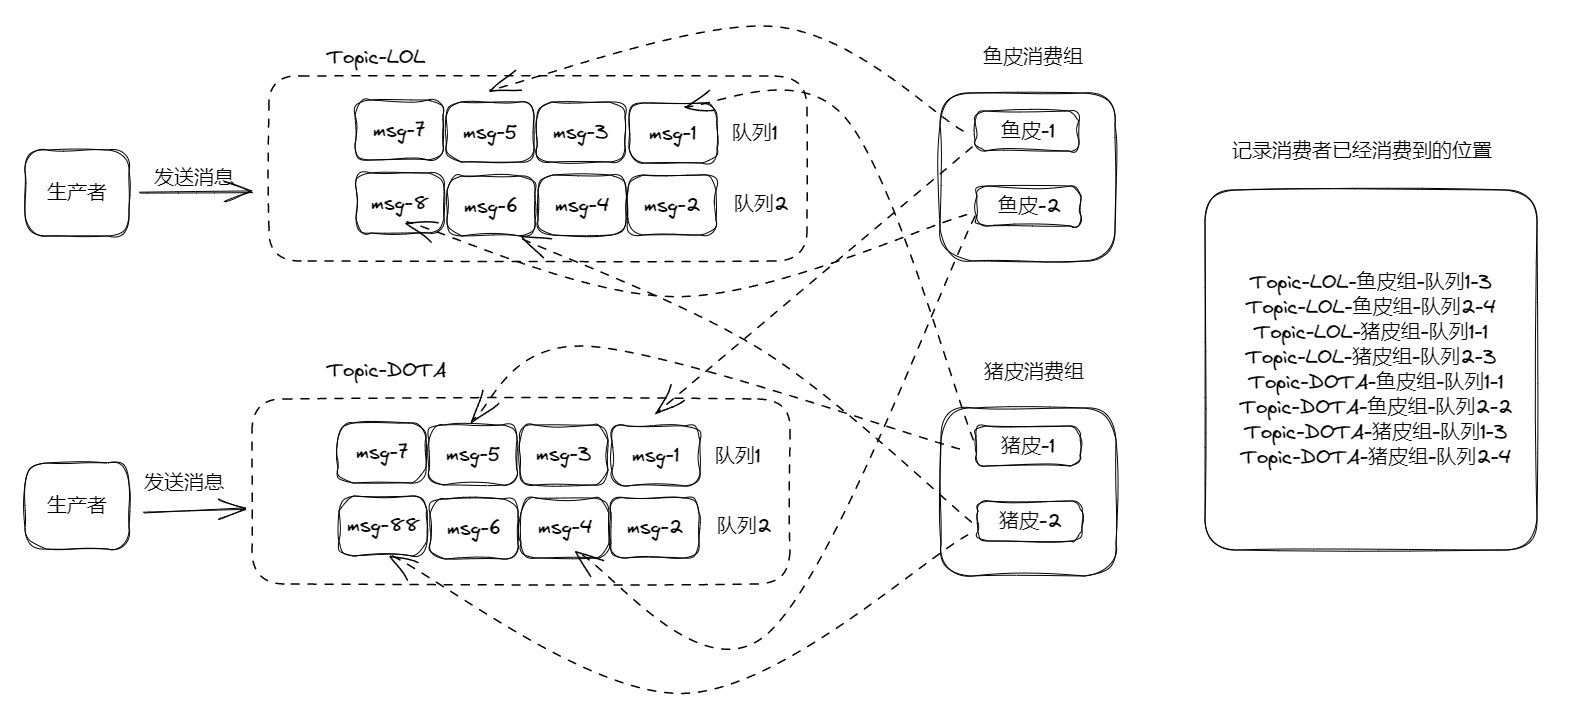 Topic-LOL
msg-7
msg-5
msg-3
msg-1
队列1
msg-8
msg-6
msg-4
msg-2
队列2
生产者
发送消息
鱼皮消费组
鱼皮-1
鱼皮-2
Topic-DOTA
msg-7
msg-5
msg-3
msg-1
队列1
msg-88
msg-6
msg-4
msg-2
队列2
生产者
发送消息
猪皮消费组
猪皮-1
猪皮-2
记录消费者已经消费到的位置
Topic-LOL-鱼皮组-队列1-3
Topic-LOL-鱼皮组-队列2-4
Topic-LOL-猪皮组-队列1-1
Topic-LOL-猪皮组-队列2-3
Topic-DOTA-鱼皮组-队列1-1
Topic-DOTA-鱼皮组-队列2-2
Topic-DOTA-猪皮组-队列1-3
Topic-DOTA-猪皮组-队列2-4